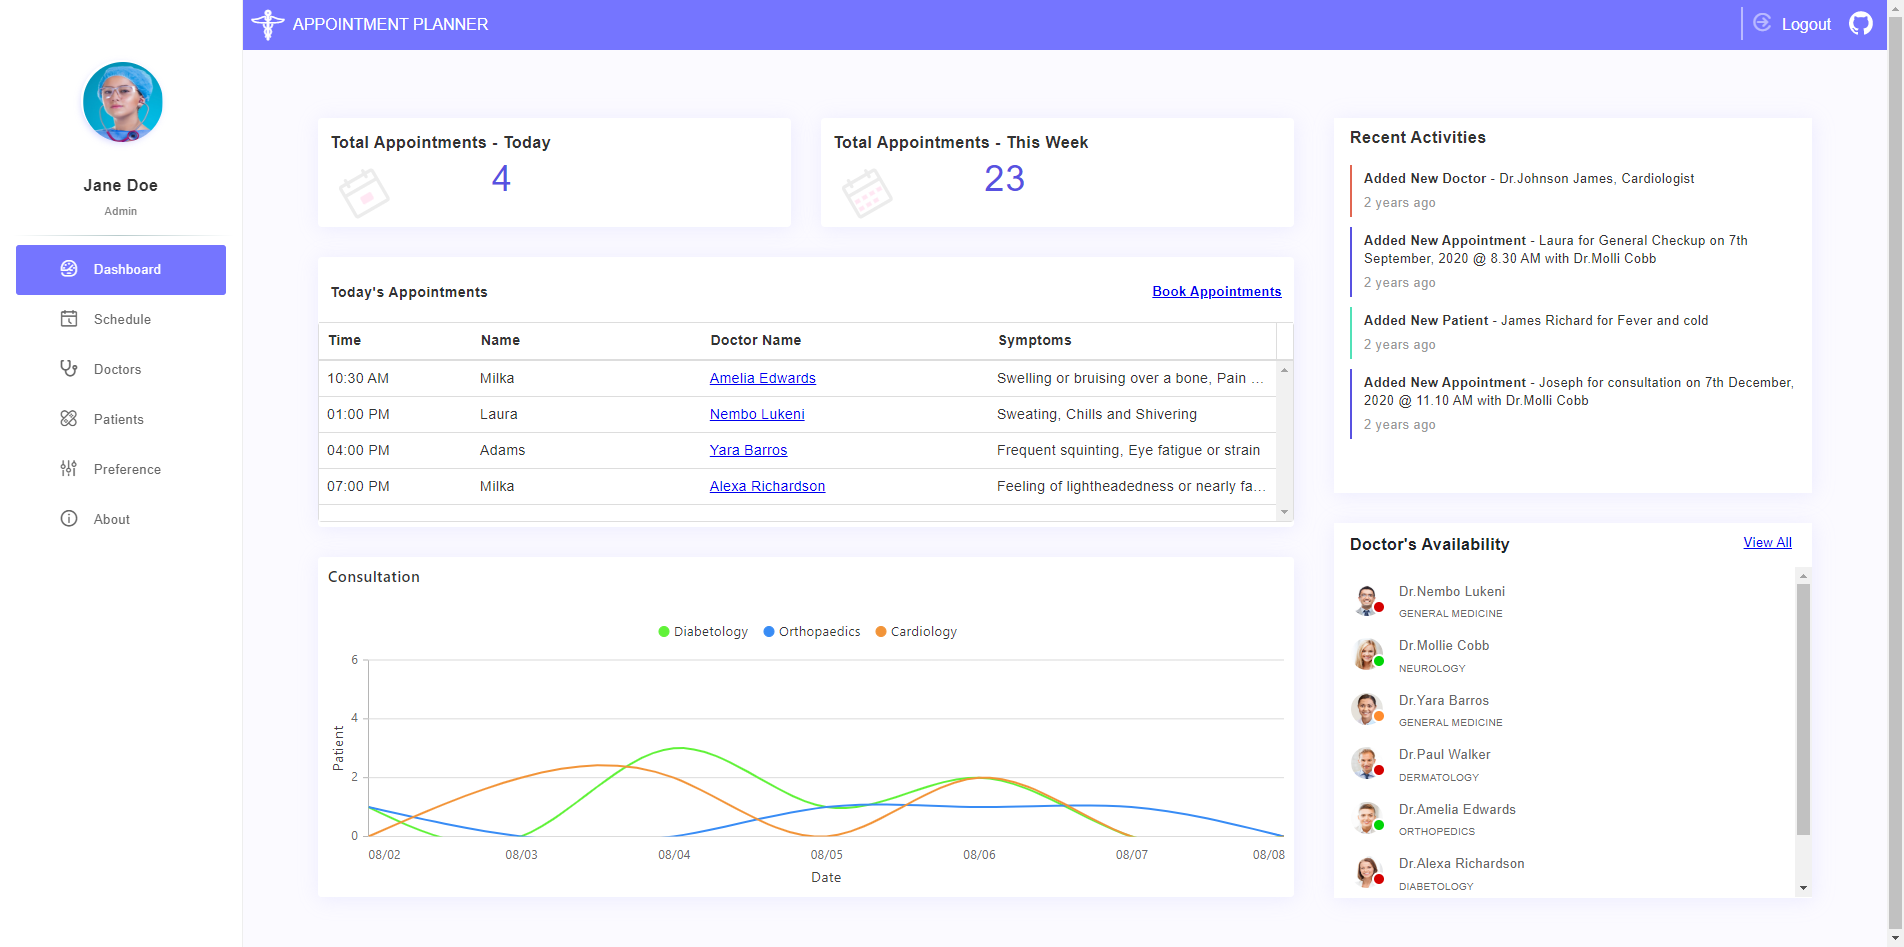 APPOINTMENT PLANNER
Logout
Jane Doe
Admin
Dashboard
Schedule
Doctors
Patients
Preference
About
Total Appointments - Today
4
Total Appointments - This Week
23
Today's Appointments
Book Appointments
Time Name Doctor Name Symptoms
10:30 AM Milka Amelia Edwards Swelling or bruising over a bone, Pain ...
01:00 PM Laura Nembo Lukeni Sweating, Chills and Shivering
04:00 PM Adams Yara Barros Frequent squinting, Eye fatigue or strain
07:00 PM Milka Alexa Richardson Feeling of lightheadedness or nearly fa...
Consultation
Diabetology Orthopaedics Cardiology
6
4
2
0
Patient
08/02 08/03 08/04 08/05 08/06 08/07 08/08
Date
Recent Activities
Added New Doctor - Dr.Johnson James, Cardiologist
2 years ago
Added New Appointment - Laura for General Checkup on 7th
September, 2020 @ 8.30 AM with Dr.Molli Cobb
2 years ago
Added New Patient - James Richard for Fever and cold
2 years ago
Added New Appointment - Joseph for consultation on 7th December,
2020 @ 11.10 AM with Dr.Molli Cobb
2 years ago
Doctor's Availability
View All
Dr.Nembo Lukeni
GENERAL MEDICINE
Dr.Mollie Cobb
NEUROLOGY
Dr.Yara Barros
GENERAL MEDICINE
Dr.Paul Walker
DERMATOLOGY
Dr.Amelia Edwards
ORTHOPEDICS
Dr.Alexa Richardson
DIABETOLOGY